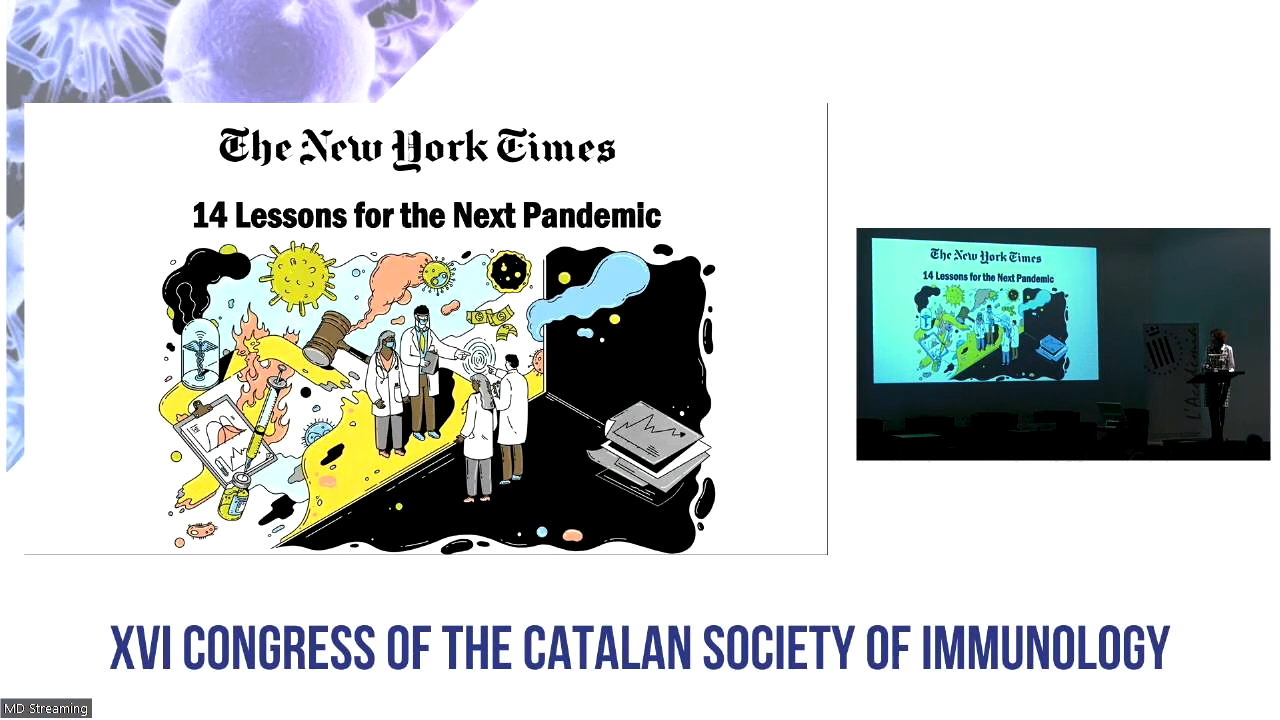 The New York Times
14 Lessons for the Next Pandemic
The New York Times
14 Lessons for the Next Pandemic
XVI CONGRESS OF THE CATALAN SOCIETY OF IMMUNOLOGY
MD Streaming